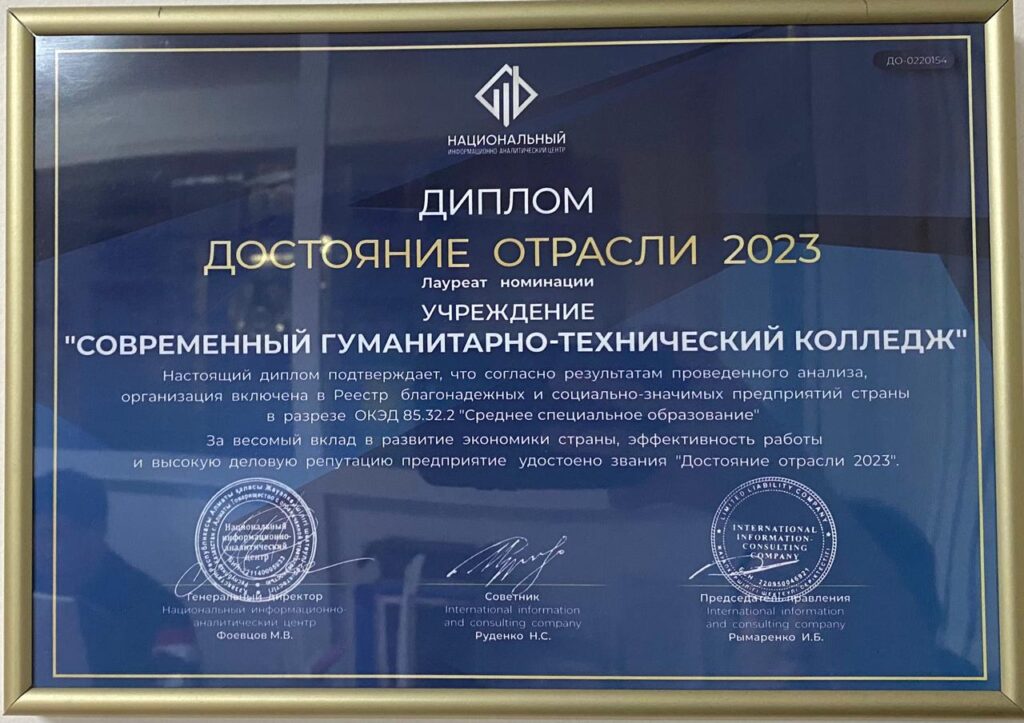 ДО-0220154
НАЦИОНАЛЬНЫЙ
ИНФОРМАЦИОННО-АНАЛИТИЧЕСКИЙ ЦЕНТР
ДИПЛОМ
ДОСТОЯНИЕ ОТРАСЛИ 2023
Лауреат номинации
УЧРЕЖДЕНИЕ
"СОВРЕМЕННЫЙ ГУМАНИТАРНО-ТЕХНИЧЕСКИЙ КОЛЛЕДЖ"
Настоящий диплом подтверждает, что согласно результатам проведенного анализа,
организация включена в Реестр благонадежных и социально-значимых предприятий страны
в разрезе ОКЭД 85.32.2 "Среднее специальное образование"
За весомый вклад в развитие экономики страны, эффективность работы
и высокую деловую репутацию предприятие удостоено звания "Достояние отрасли 2023".
Национальный
информационно-
аналитический
центр
LIMITED LIABILITY COMPANY
INTERNATIONAL
INFORMATION-
CONSULTING
COMPANY
Генеральный директор
Национальный информационно-
аналитический центр
Фоевцов М.В.
Советник
International information
and consulting company
Руденко Н.С.
Председатель правления
International information
and consulting company
Рымаренко И.Б.